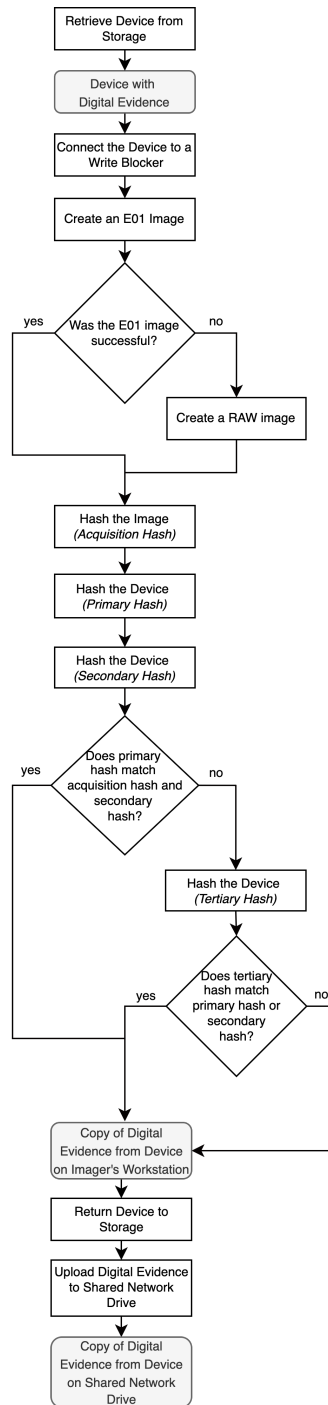 Retrieve Device from
Storage
Device with
Digital Evidence
Connect the Device to a
Write Blocker
Create an E01 Image
yes
Was the E01 image
successful?
no
Create a RAW image
Hash the Image
(Acquisition Hash)
Hash the Device
(Primary Hash)
Hash the Device
(Secondary Hash)
yes
Does primary
hash match
acquisition hash and
secondary
hash?
no
Hash the Device
(Tertiary Hash)
yes
Does tertiary
hash match
primary hash or
secondary
hash?
no
Copy of Digital
Evidence from Device
on Imager's Workstation
Return Device to
Storage
Upload Digital Evidence
to Shared Network
Drive
Copy of Digital
Evidence from Device
on Shared Network
Drive